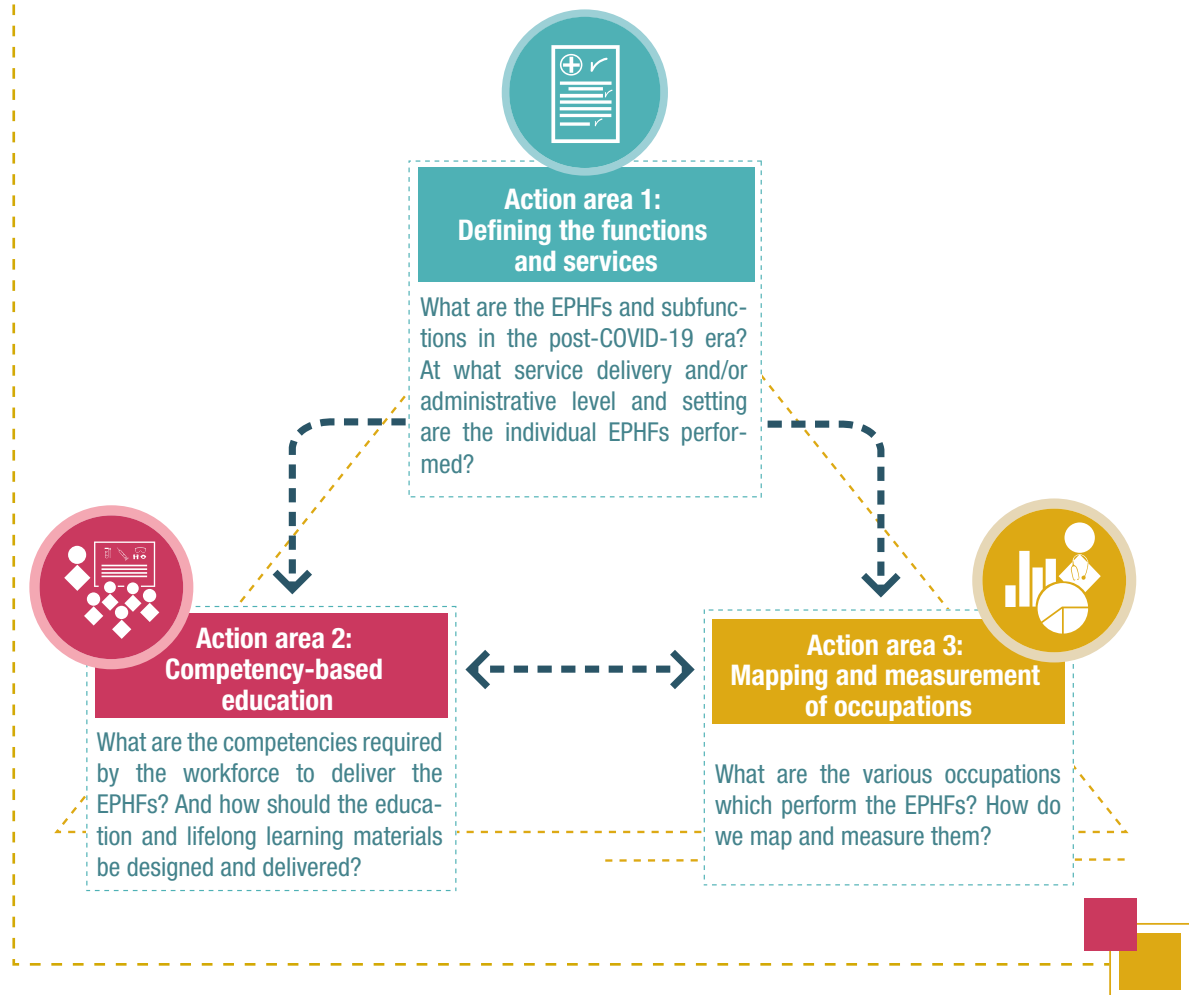 Action area 1:
Defining the functions
and services
What are the EPHFs and subfunc-
tions in the post-COVID-19 era?
At what service delivery and/or
administrative level and setting
are the individual EPHFs perfor-
med?
Action area 2:
Competency-based
education
What are the competencies required
by the workforce to deliver the
EPHFs? And how should the educa-
tion and lifelong learning materials
be designed and delivered?
Action area 3:
Mapping and measurement
of occupations
What are the various occupations
which perform the EPHFs? How do
we map and measure them?